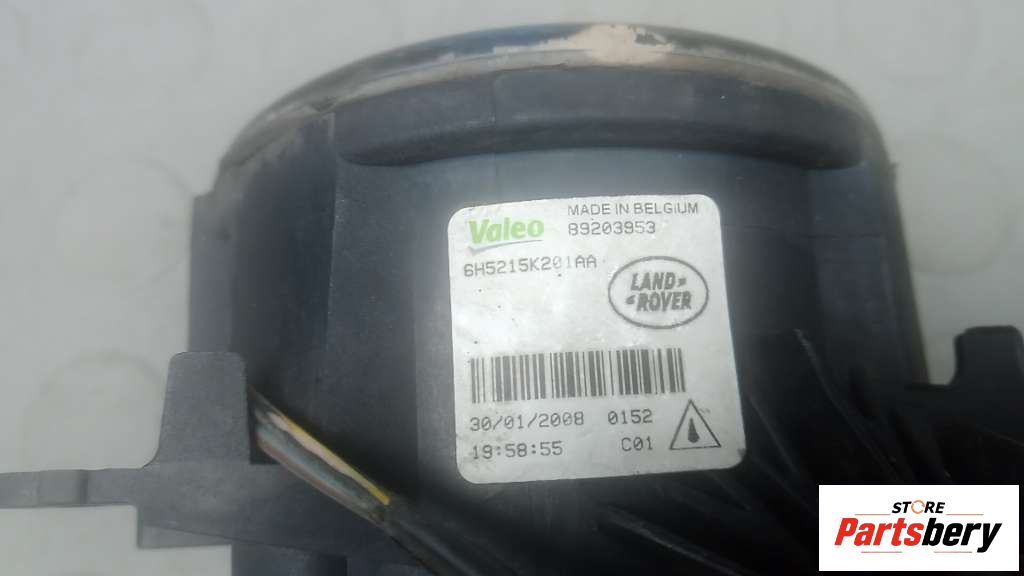 Valeo
MADE IN BELGIUM
89203953
6H5215K201AA
LAND-
-ROVER
30/01/2008 0152
19:58:55 C01
STORE
Partsbery